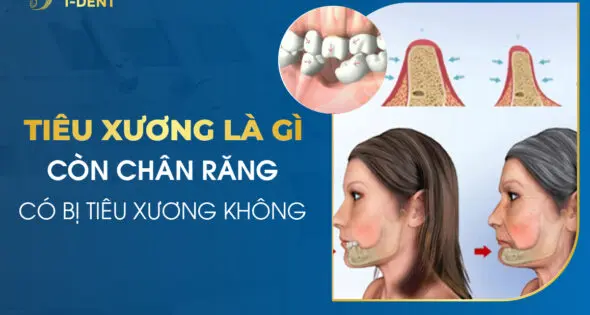 I-DENT
TIÊU XƯƠNG LÀ GÌ
CÒN CHÂN RĂNG
CÓ BỊ TIÊU XƯƠNG KHÔNG